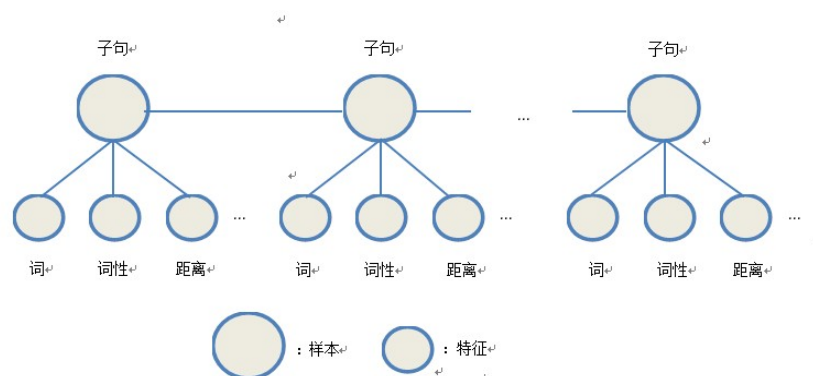 子句 子句 子句
...
... ... ...
词 词性 距离 词 词性 距离 词 词性 距离
：样本 ：特征